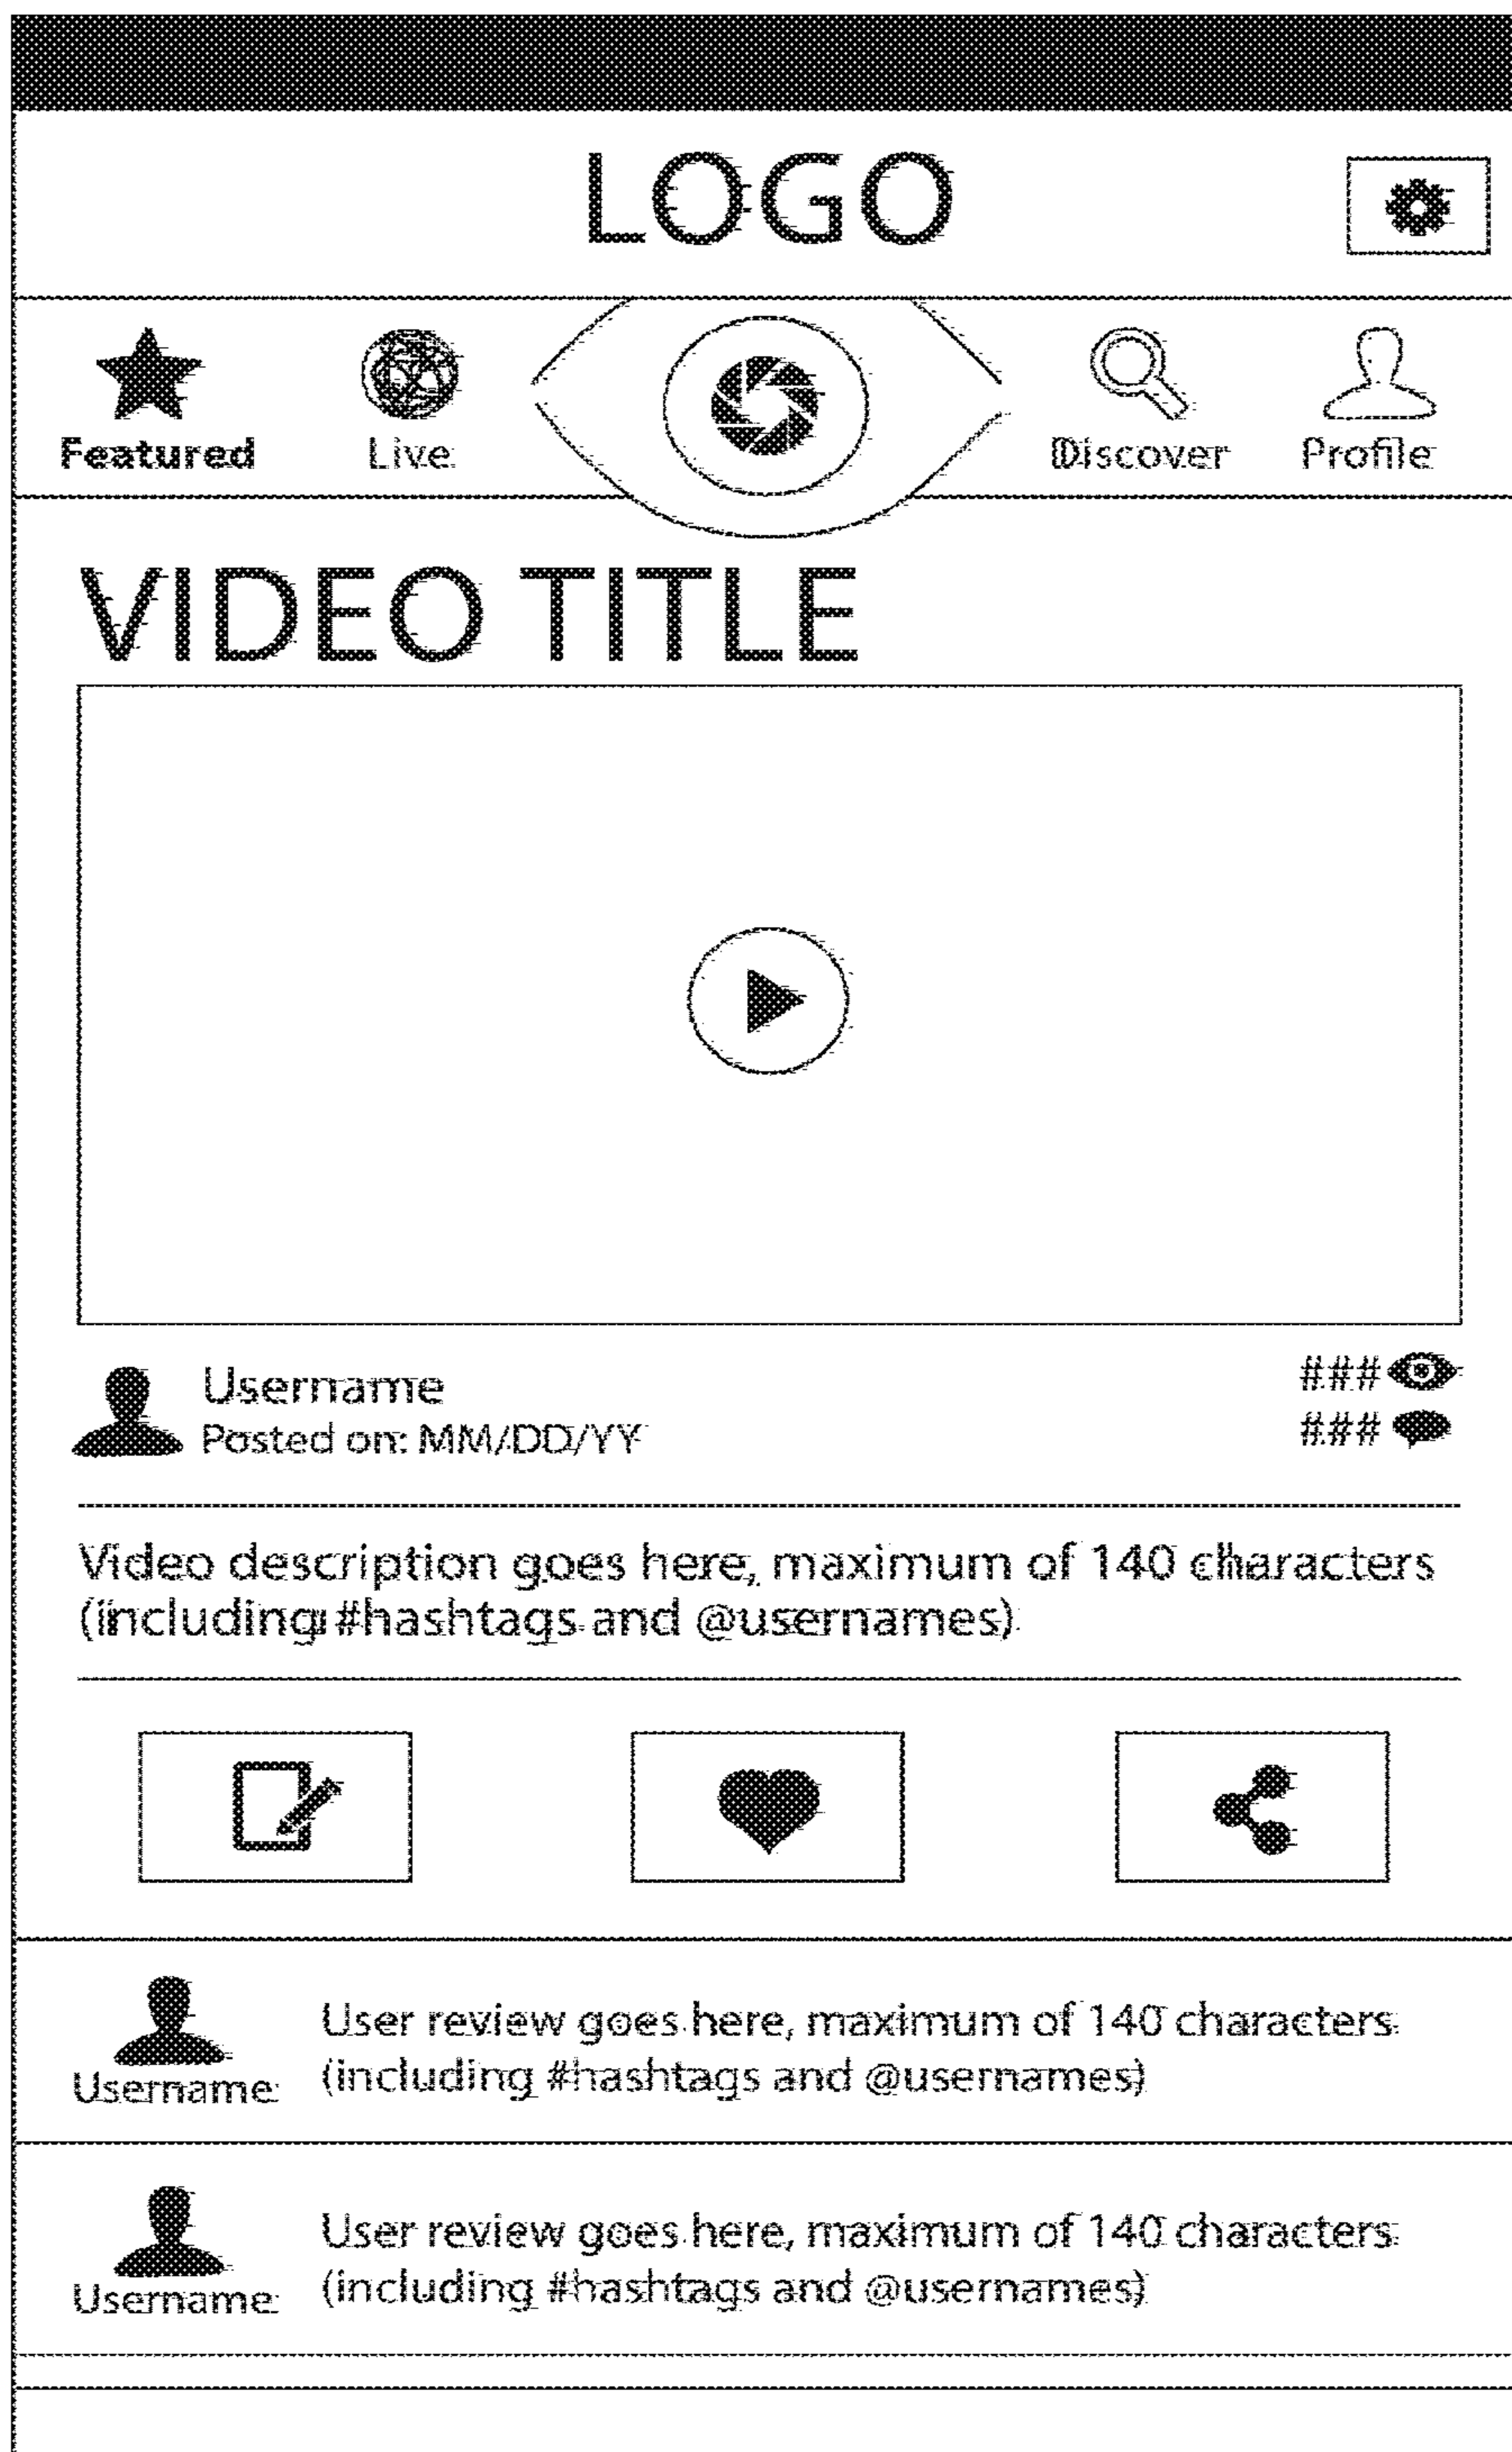 LOGO
Featured
Live
Discover
Profile
VIDEO TITLE
Username
Posted on: MM/DD/YY
###
###
Video description goes here, maximum of 140 characters
(including #hashtags and @usernames)
User review goes here, maximum of 140 characters
(including #hashtags and @usernames)
Username
User review goes here, maximum of 140 characters
(including #hashtags and @usernames)
Username